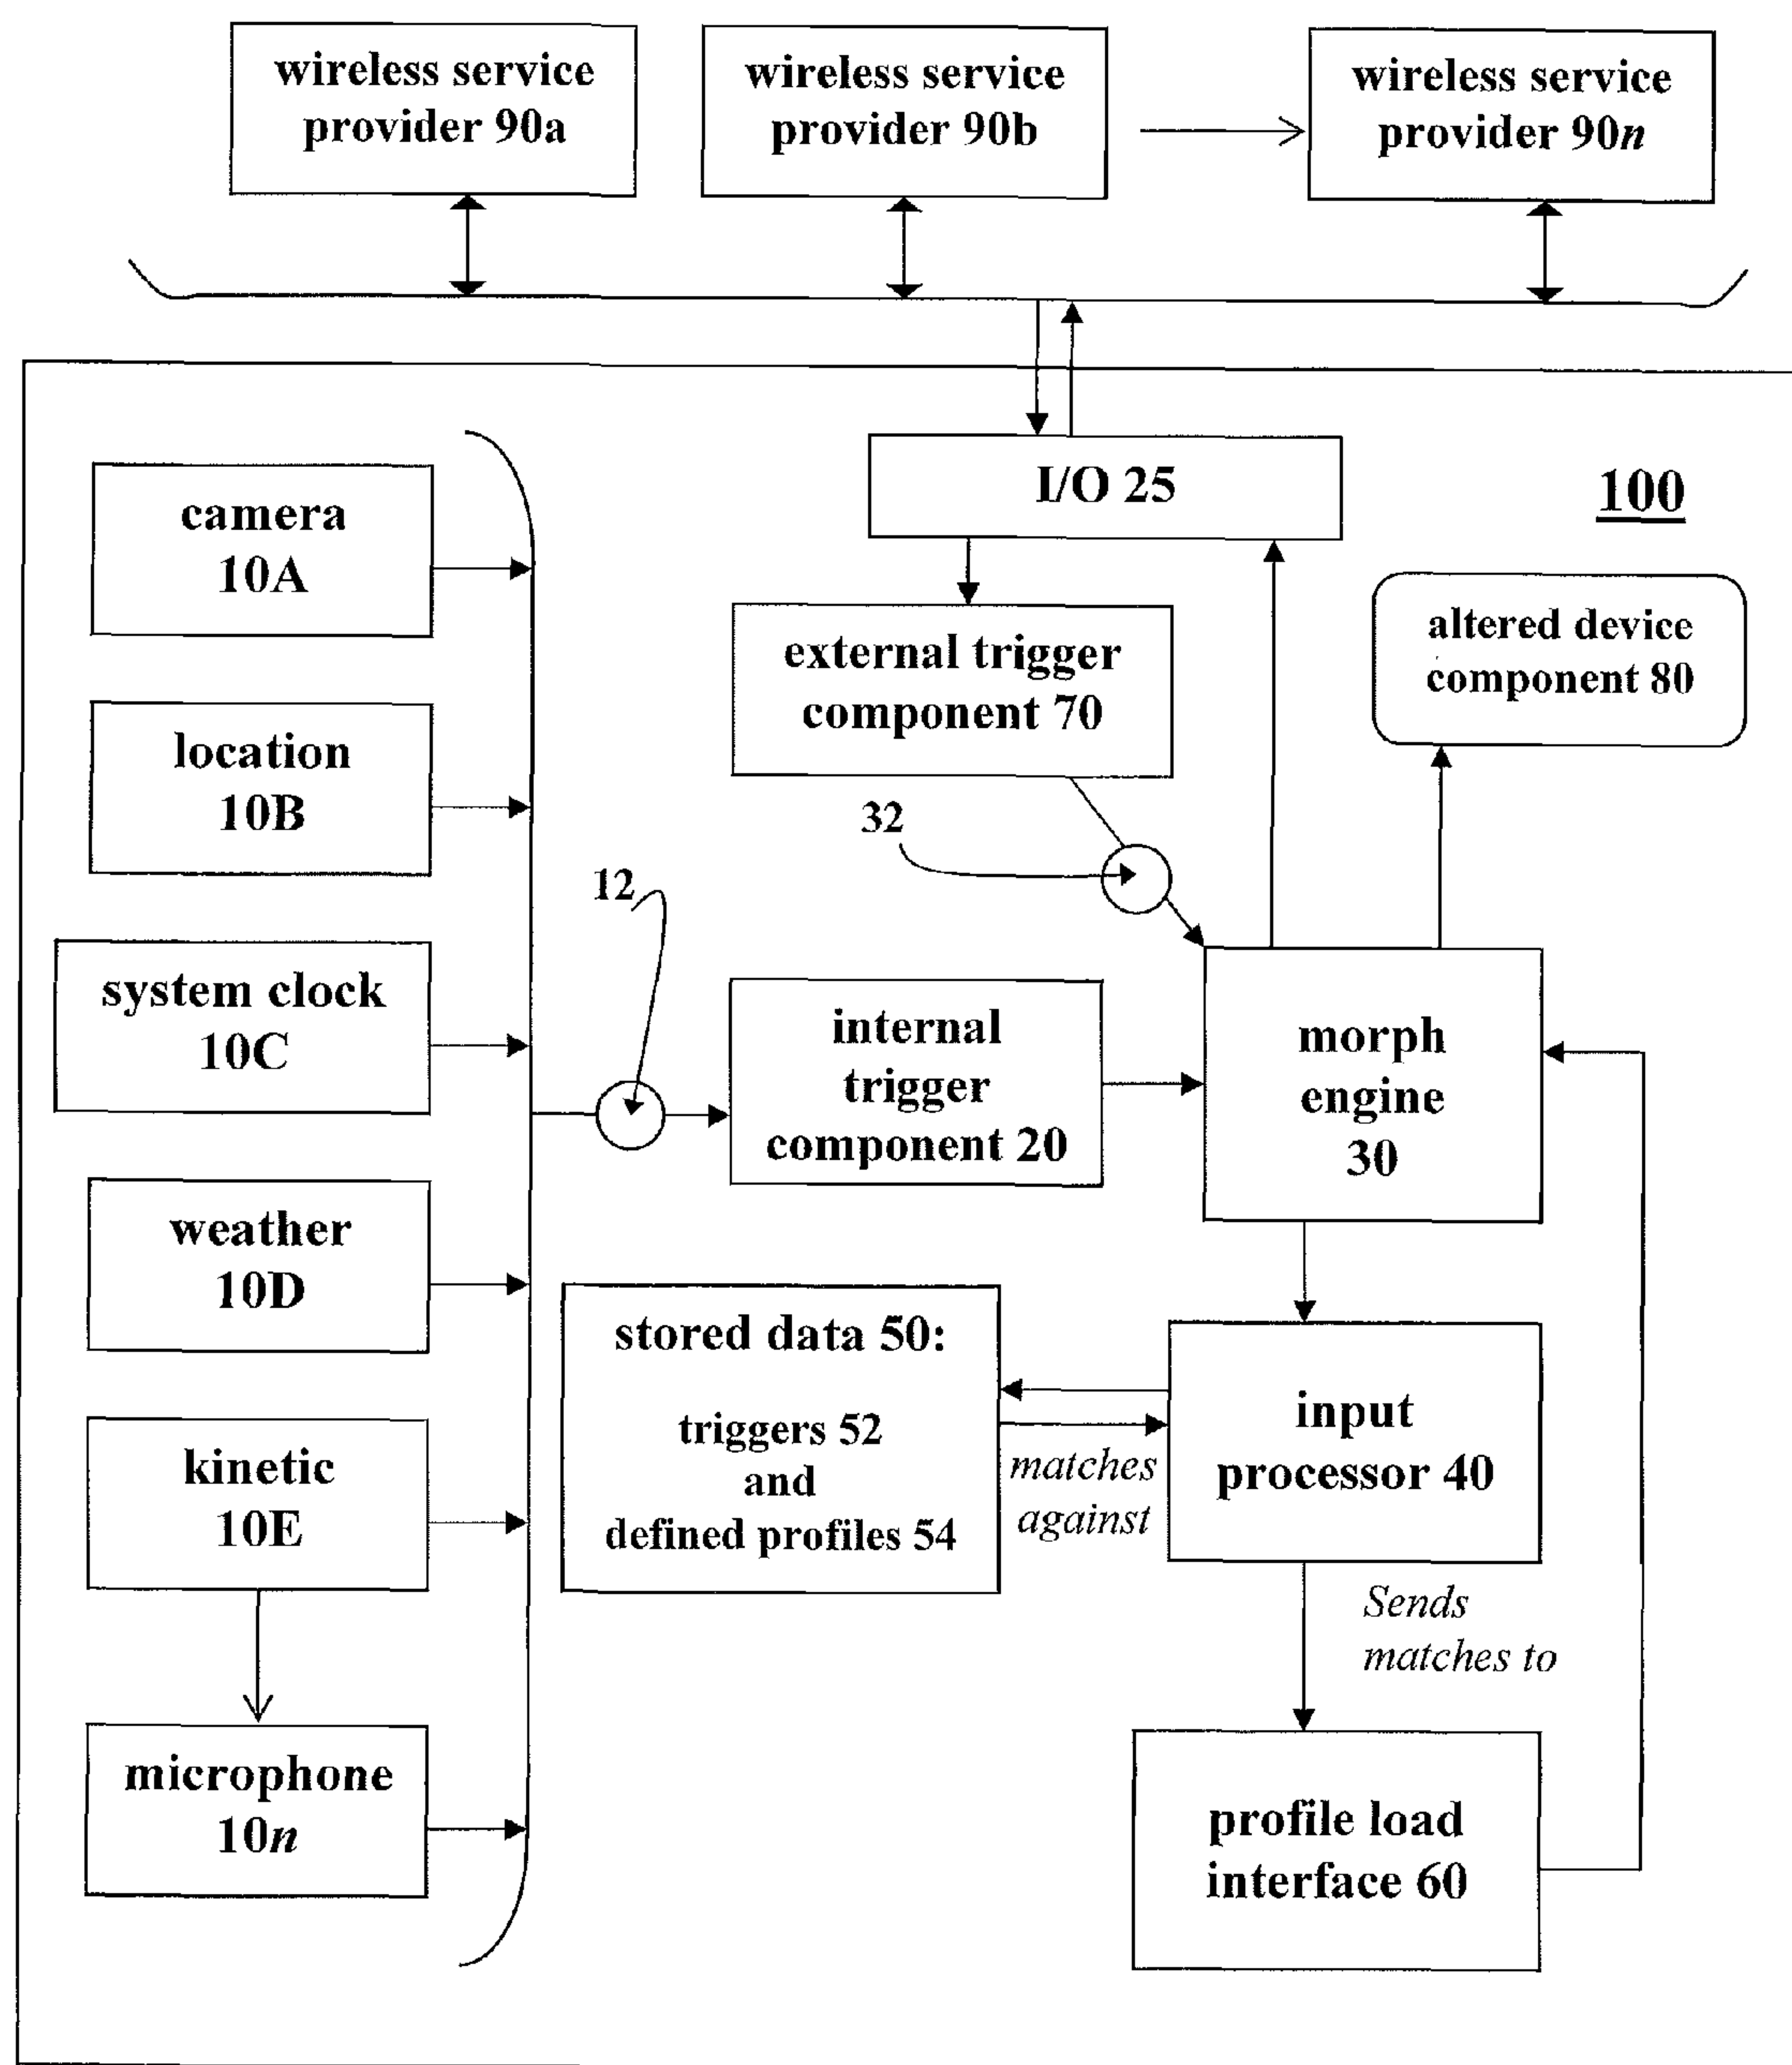 wireless service
provider 90a
wireless service
provider 90b
wireless service
provider 90n
I/O 25
100
camera
10A
external trigger
component 70
altered device
component 80
location
10B
32
12
system clock
10C
internal
trigger
component 20
morph
engine
30
weather
10D
stored data 50:
triggers 52
and
defined profiles 54
matches
against
input
processor 40
kinetic
10E
Sends
matches to
microphone
10n
profile load
interface 60